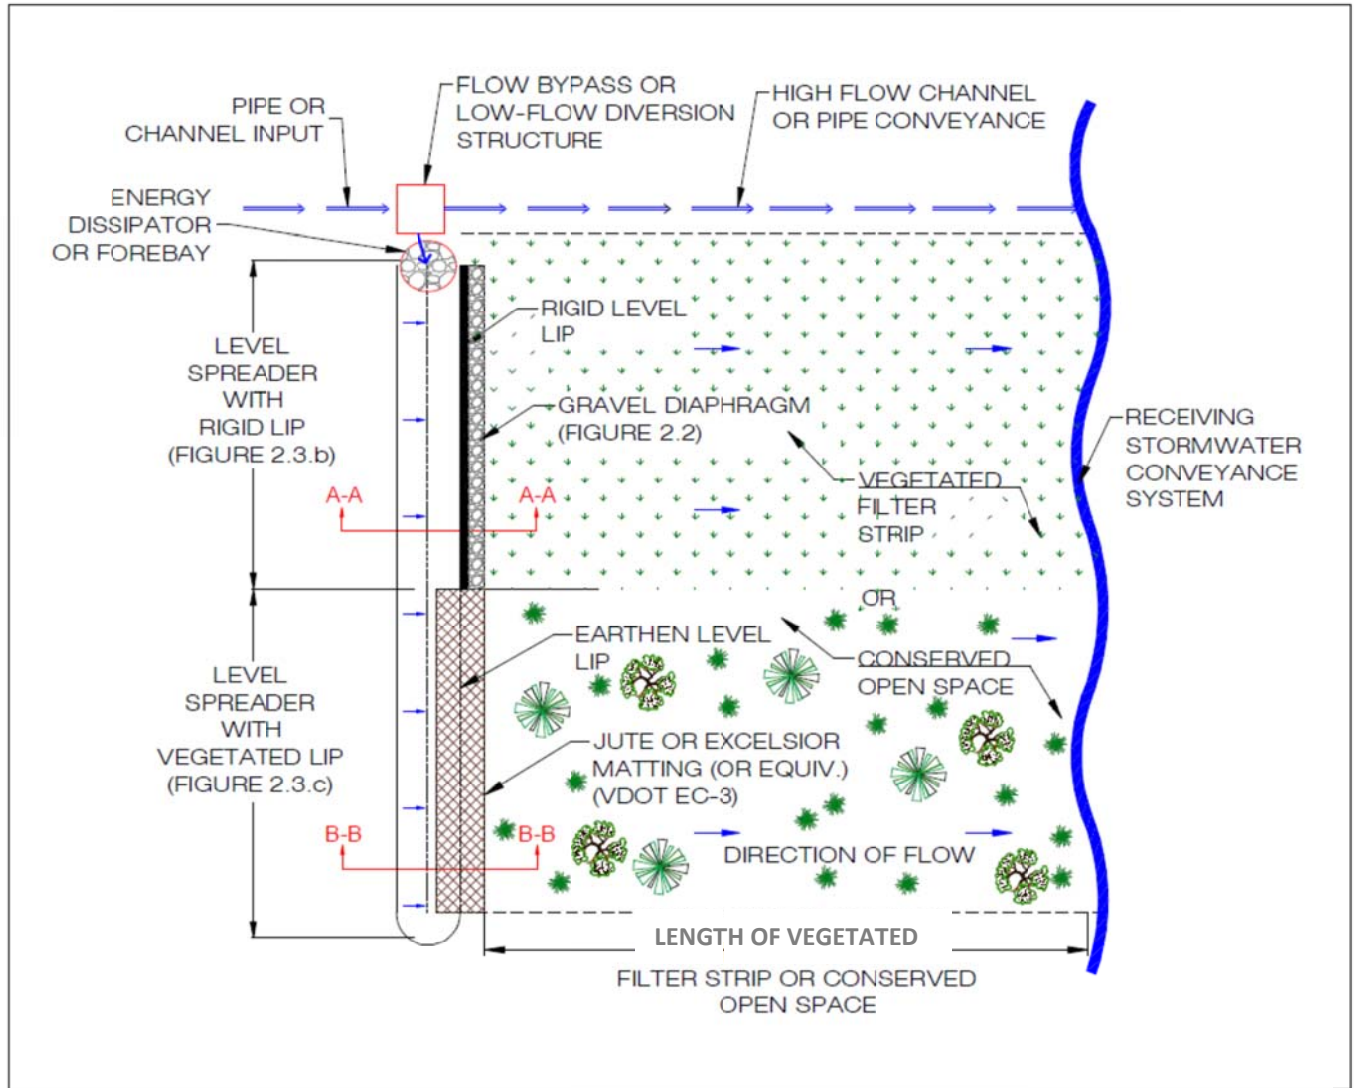 PIPE OR
CHANNEL INPUT
FLOW BYPASS OR
LOW-FLOW DIVERSION
STRUCTURE
HIGH FLOW CHANNEL
OR PIPE CONVEYANCE
ENERGY
DISSIPATOR
OR FOREBAY
RIGID LEVEL
LIP
LEVEL
SPREADER
WITH
RIGID LIP
(FIGURE 2.3.b)
GRAVEL DIAPHRAGM
(FIGURE 2.2)
RECEIVING
STORMWATER
CONVEYANCE
SYSTEM
A-A
A-A
VEGETATED
FILTER
STRIP
OR
EARTHEN LEVEL
LIP
CONSERVED
OPEN SPACE
LEVEL
SPREADER
WITH
VEGETATED LIP
(FIGURE 2.3.c)
JUTE OR EXCELSIOR
MATTING (OR EQUIV.)
(VDOT EC-3)
B-B
B-B
DIRECTION OF FLOW
LENGTH OF VEGETATED
FILTER STRIP OR CONSERVED
OPEN SPACE